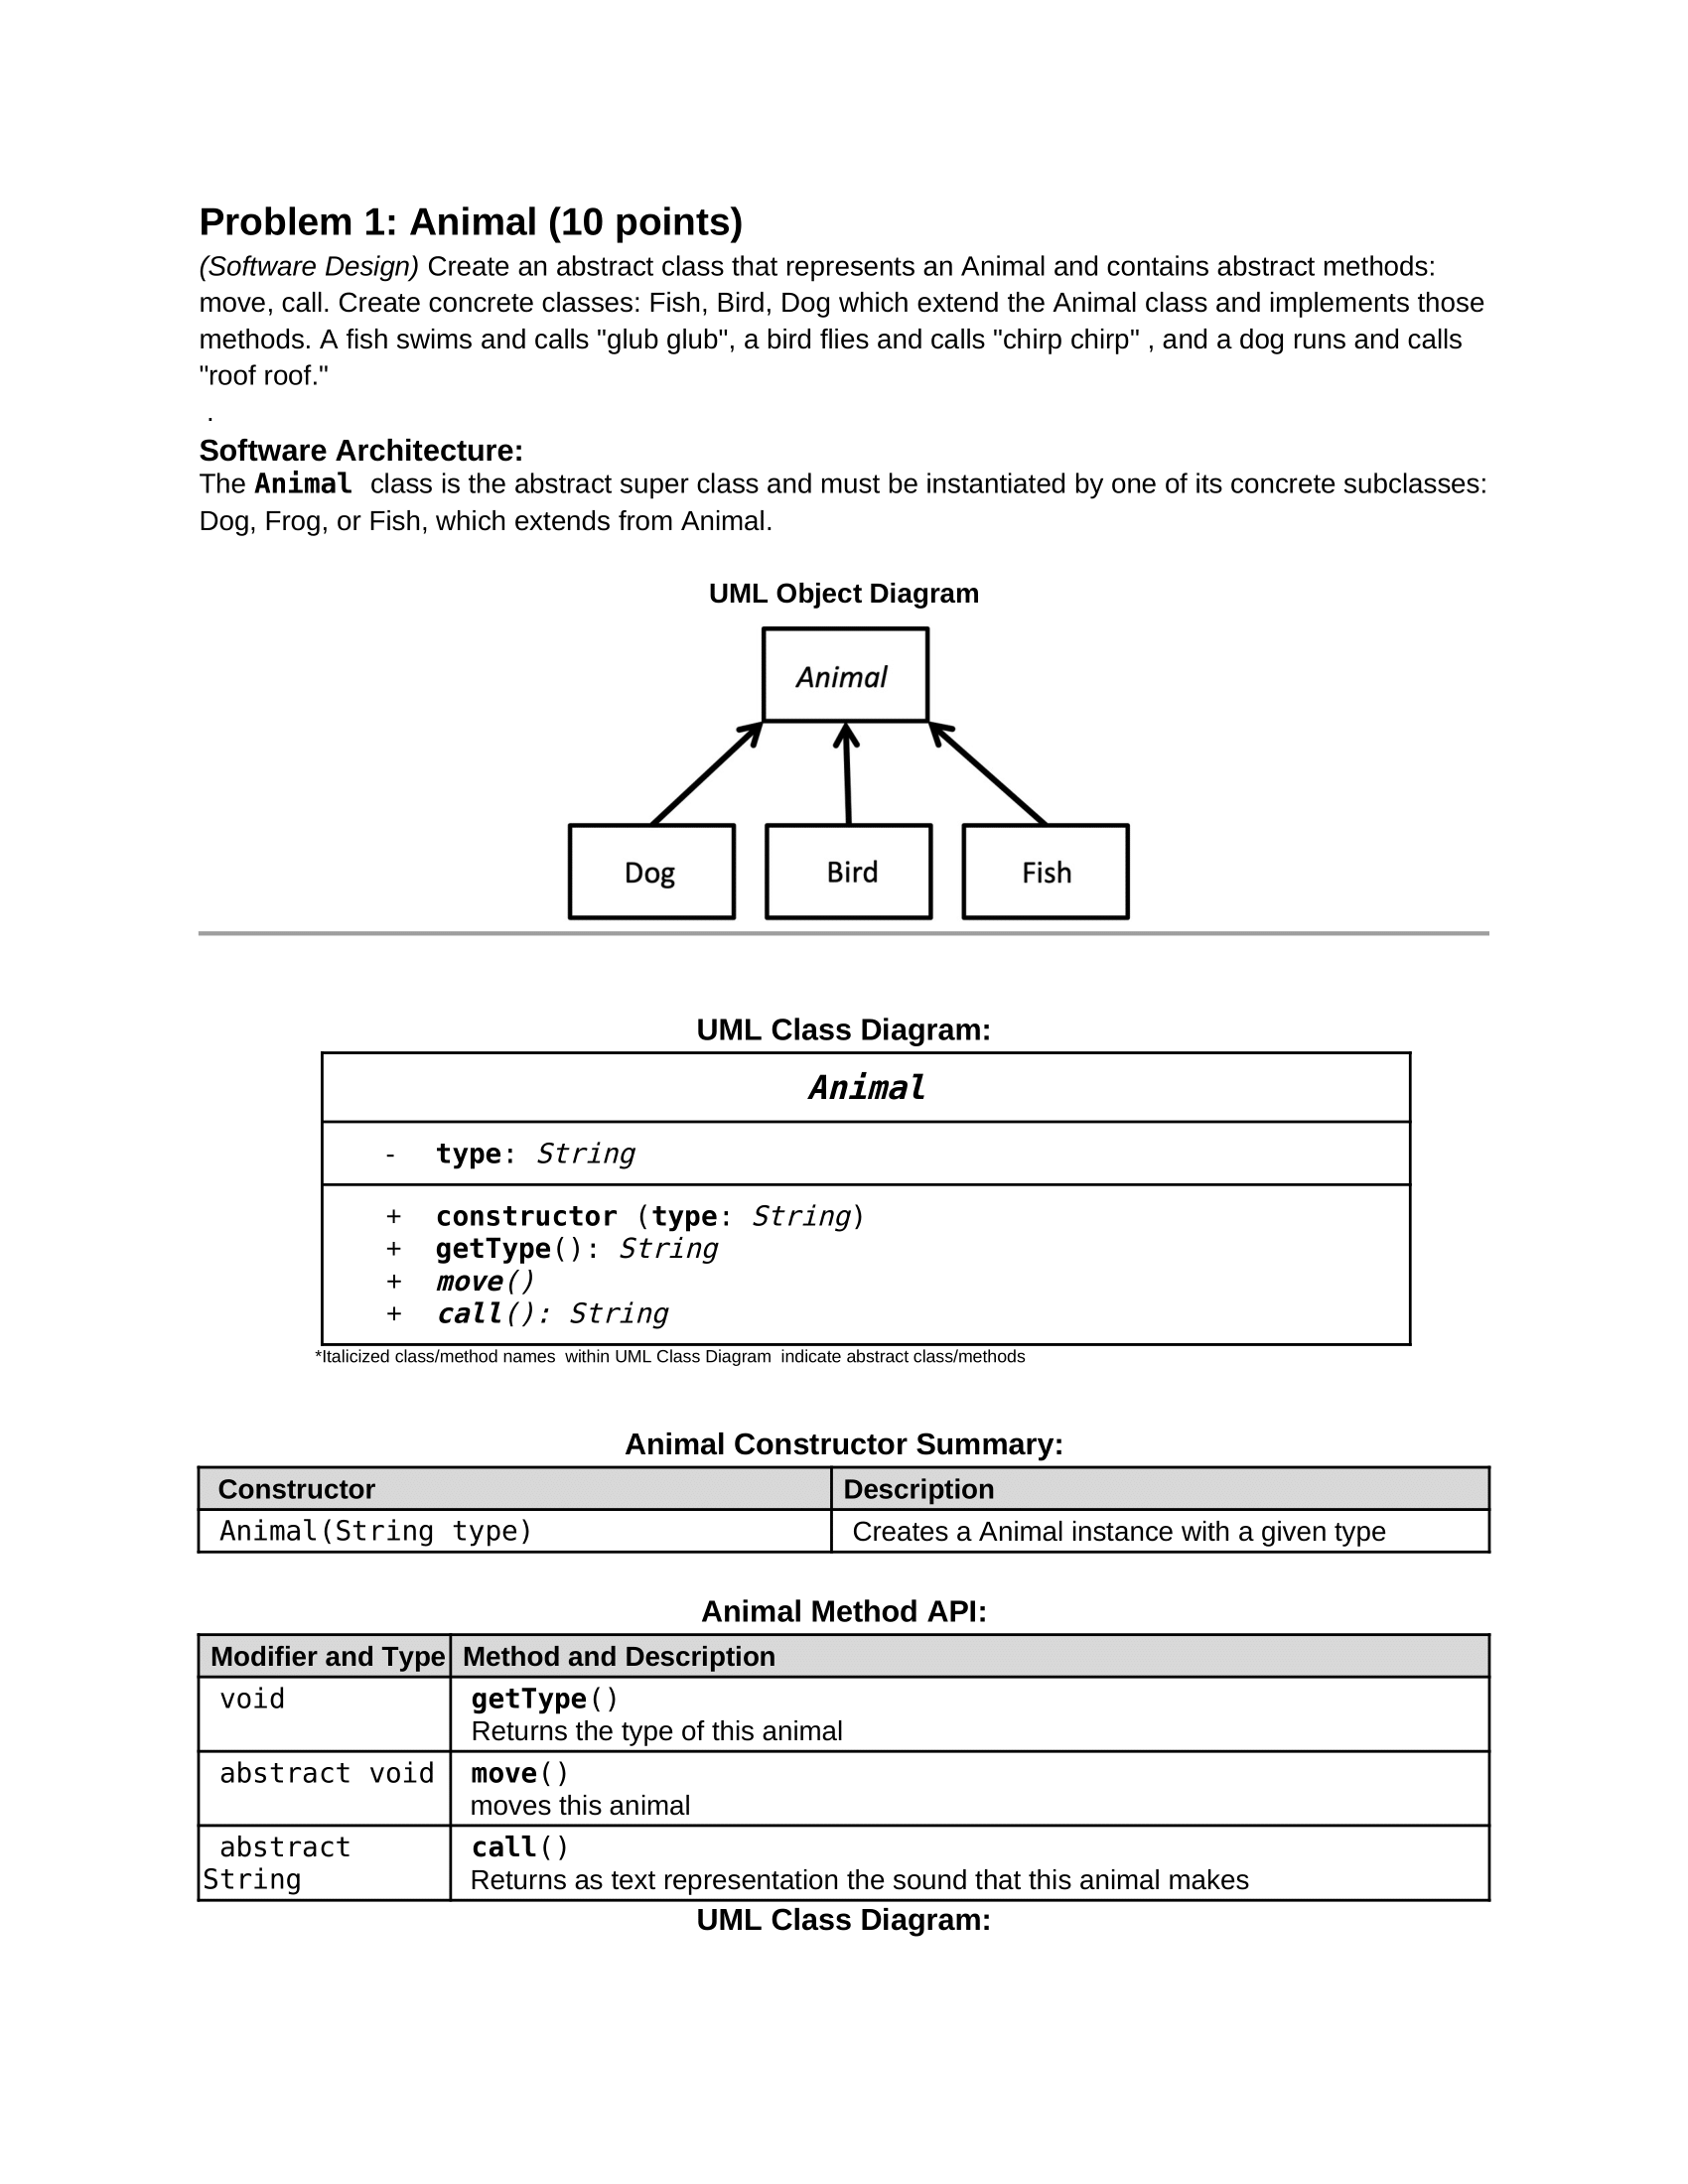 Problem 1: Animal (10 points)
(Software Design) Create an abstract class that represents an Animal and contains abstract methods:
move, call. Create concrete classes: Fish, Bird, Dog which extend the Animal class and implements those
methods. A fish swims and calls "glub glub", a bird flies and calls "chirp chirp" , and a dog runs and calls
"roof roof."
.
Software Architecture:
The Animal class is the abstract super class and must be instantiated by one of its concrete subclasses:
Dog, Frog, or Fish, which extends from Animal.
UML Object Diagram
Animal
Dog Bird Fish
UML Class Diagram:
Animal
- type: String
+ constructor (type: String)
+ getType(): String
+ move()
+ call(): String
*Italicized class/method names within UML Class Diagram indicate abstract class/methods
Animal Constructor Summary:
Constructor Description
Animal(String type) Creates a Animal instance with a given type
Animal Method API:
Modifier and Type Method and Description
void getType()
Returns the type of this animal
abstract void move()
moves this animal
abstract call()
String Returns as text representation the sound that this animal makes
UML Class Diagram: